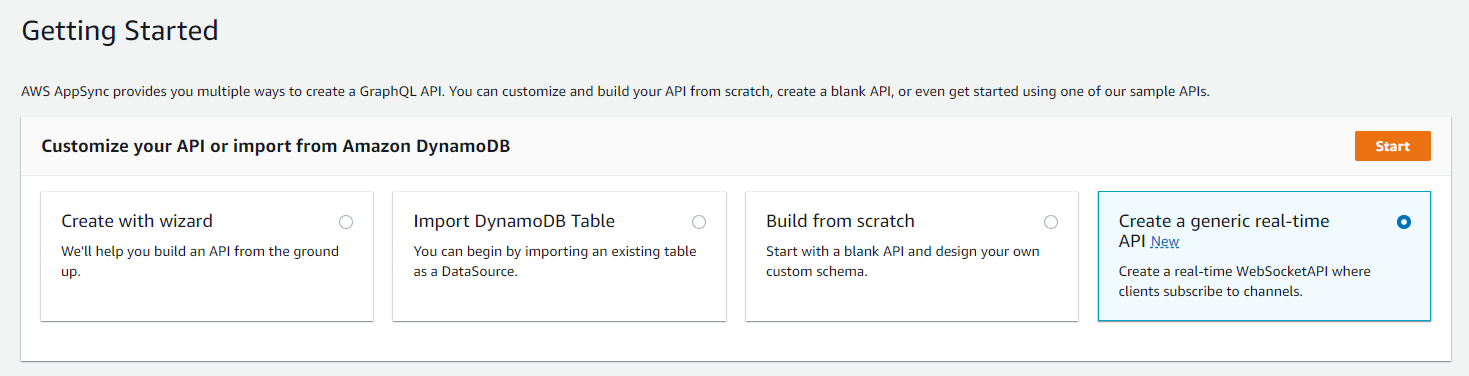 Getting Started
AWS AppSync provides you multiple ways to create a GraphQL API. You can customize and build your API from scratch, create a blank API, or even get started using one of our sample APIs.
Customize your API or import from Amazon DynamoDB
Start
Create with wizard
We'll help you build an API from the ground
up.
Import DynamoDB Table
You can begin by importing an existing table
as a DataSource.
Build from scratch
Start with a blank API and design your own
custom schema.
Create a generic real-time
API New
Create a real-time WebSocketAPI where
clients subscribe to channels.